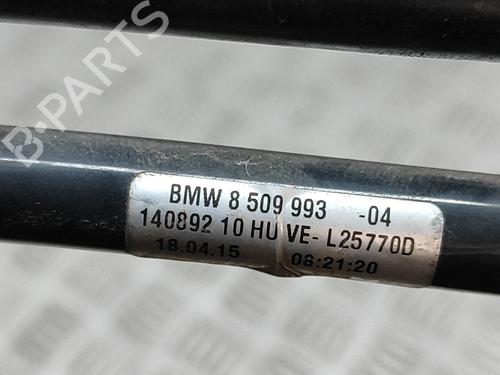 B-PARTS
BMW 8 509 993 -04
140892 10 HU VE- L25770D
18.04.15 06:21:20